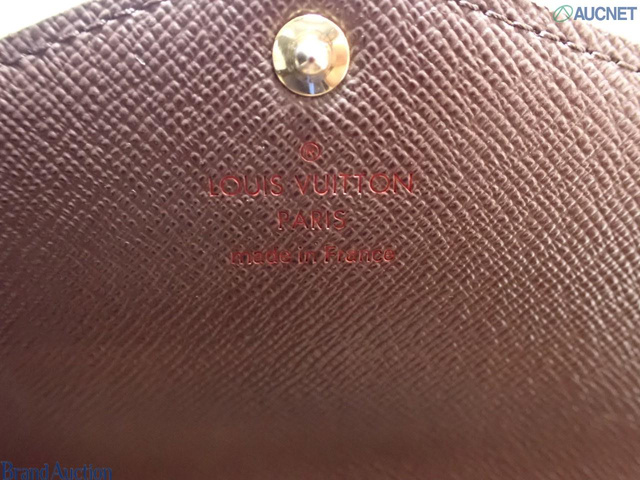 AUCNET
®
LOUIS VUITTON
PARIS
made in France
Brand Auction